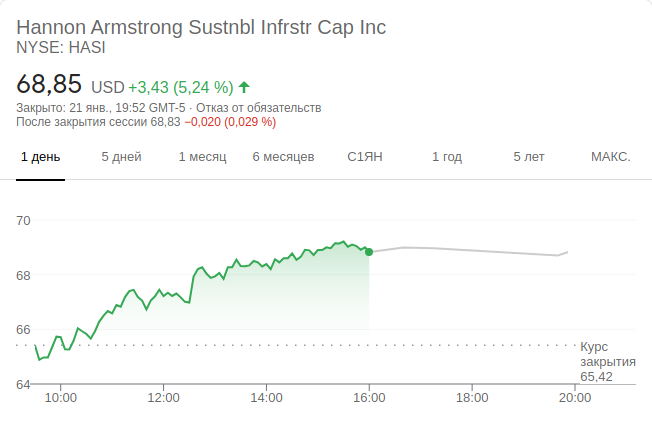 Hannon Armstrong Sustnbl Infrstr Cap Inc
NYSE: HASI
68,85 USD +3,43 (5,24 %)
Закрыто: 21 янв., 19:52 GMT-5 · Отказ от обязательств
После закрытия сессии 68,83 −0,020 (0,029 %)
1 день 5 дней 1 месяц 6 месяцев С1ЯН 1 год 5 лет МАКС.
70
68
66
Курс
закрытия
65,42
64
10:00 12:00 14:00 16:00 18:00 20:00